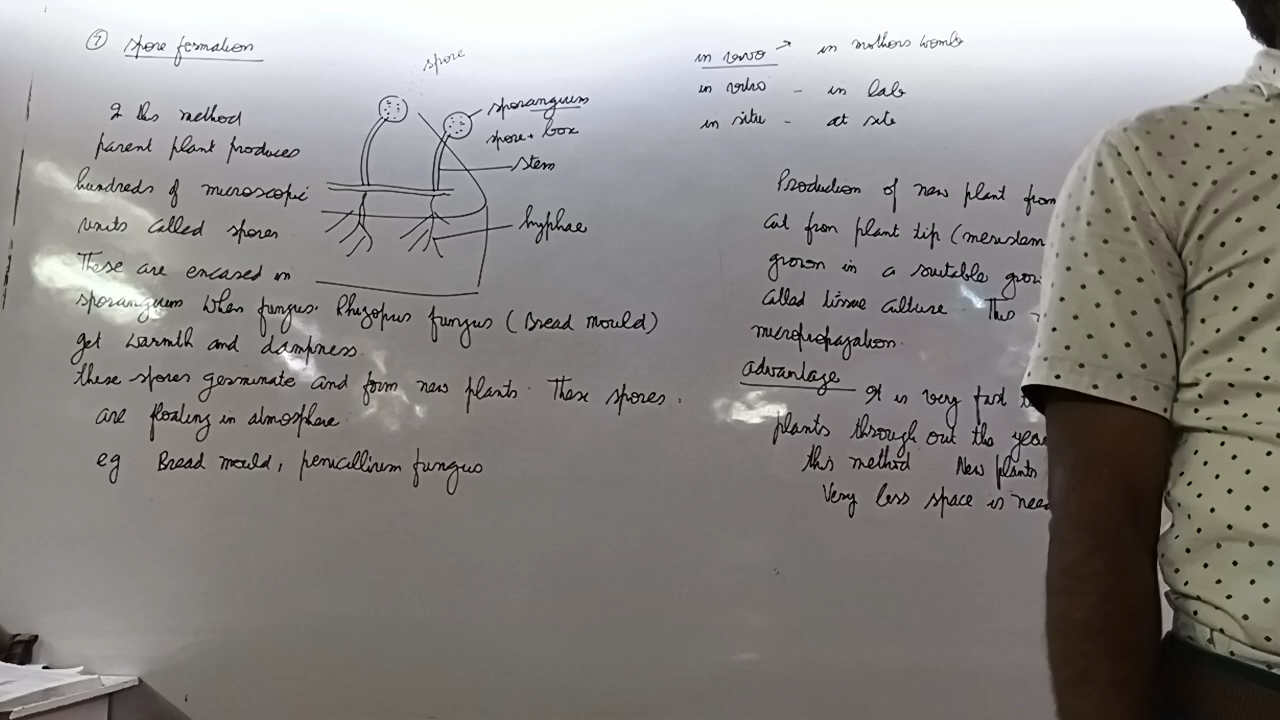 ⑦ spore formation
spore
In this method
parent plant produces
hundreds of microscopic
units called spores
These are encased in
sporangium When fungus. Rhizopus fungus (Bread mould)
get warmth and dampness.
these spores germinate and form new plants. These spores.
are floating in atmosphere
eg Bread mould, penicillium fungus
sporangium
spore + box
stem
hyphae
in vivo → in mothers womb
in vitro - in lab
in situ - at site
Production of new plant from
cut from plant tip (meristem
grown in a suitable
called tissue culture This
micropropagation.
advantage It is very fast
plants through out the year
this method New plants
Very less space is